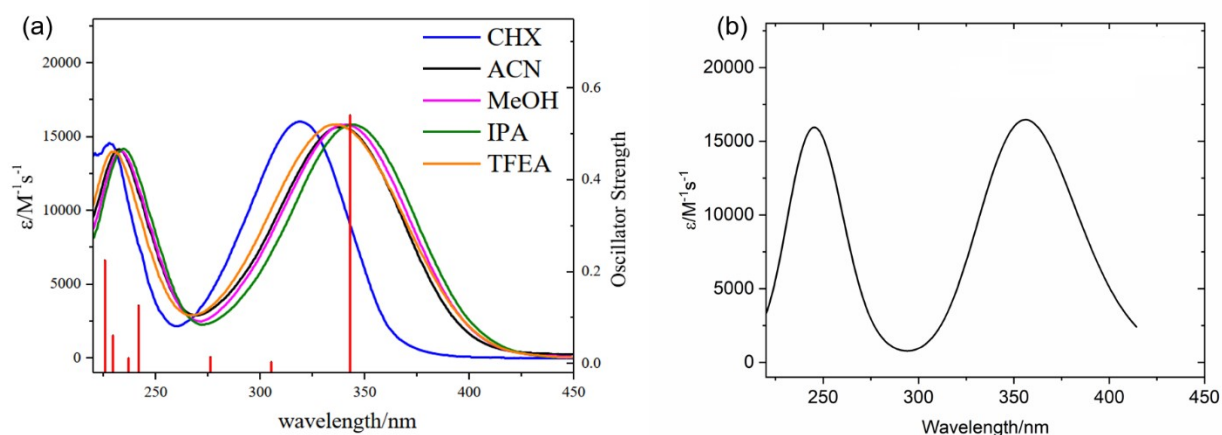 (a)
CHX
ACN
MeOH
IPA
TFEA
20000
15000
10000
5000
0
ε/M⁻¹s⁻¹
0.6
0.4
0.2
0.0
Oscillator Strength
250 300 350 400 450
wavelength/nm
(b)
20000
15000
10000
5000
0
ε/M⁻¹s⁻¹
250 300 350 400 450
Wavelength/nm